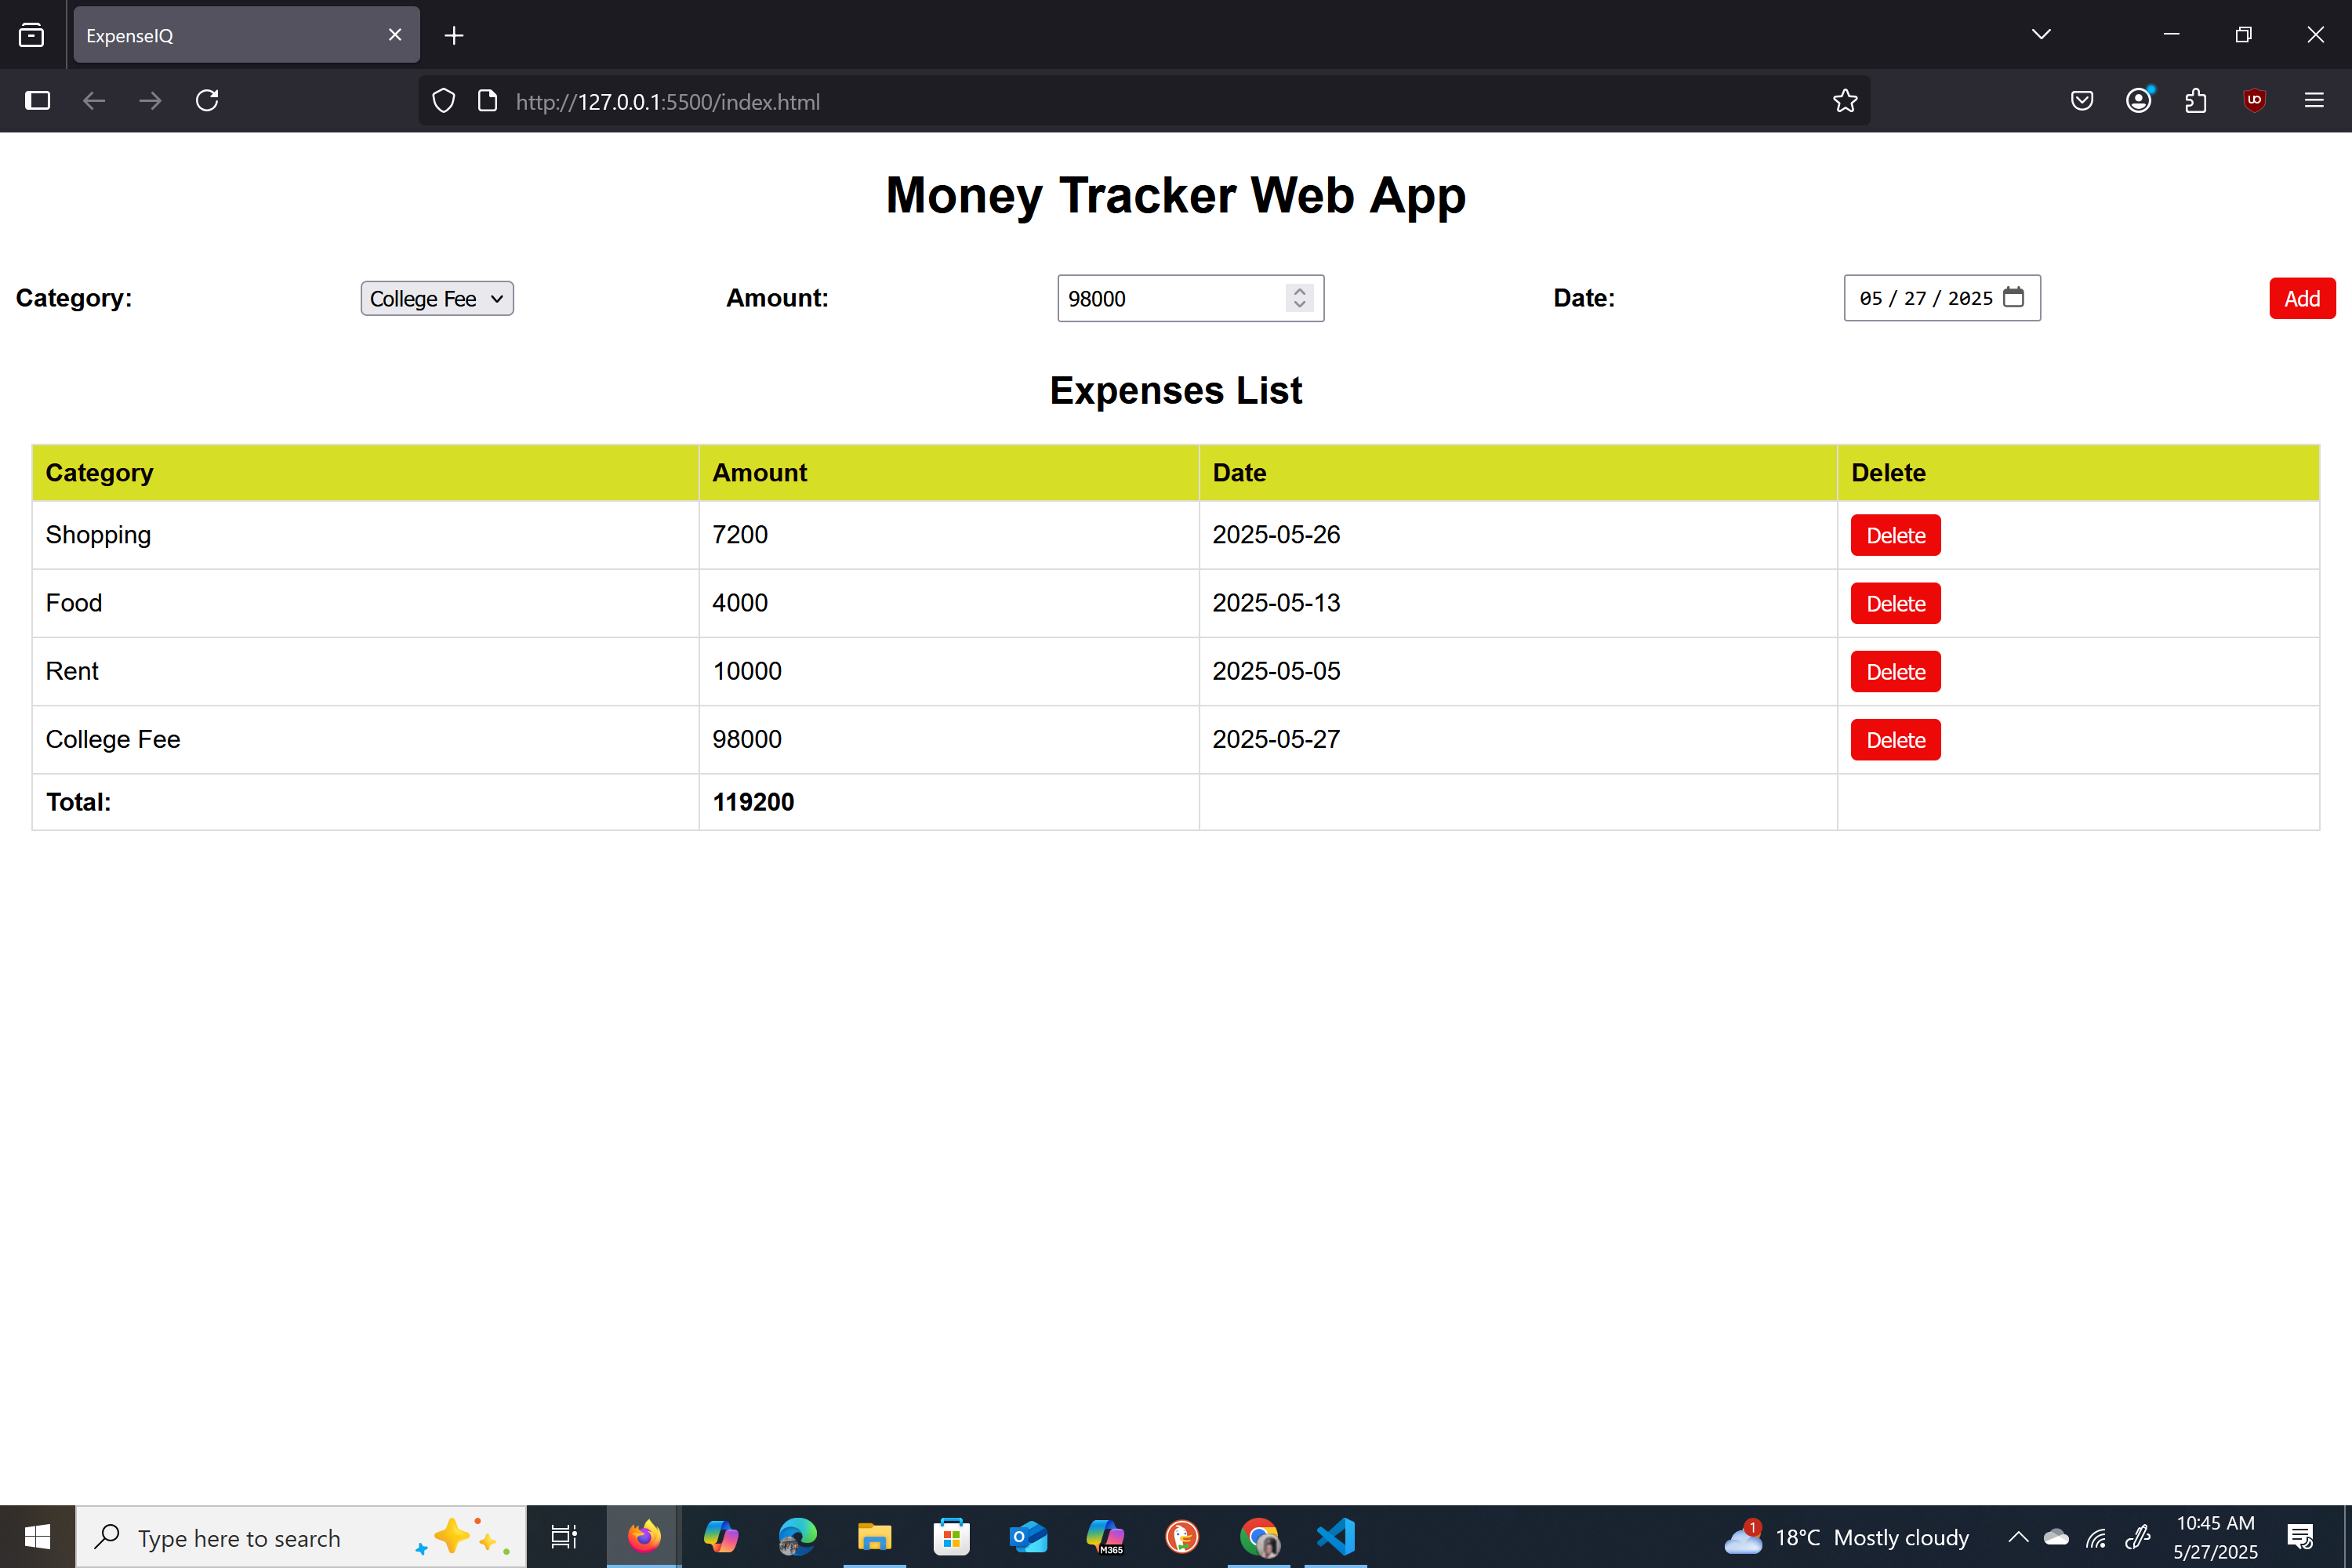 ExpenseIQ
http://127.0.0.1:5500/index.html
Money Tracker Web App
Category: College Fee Amount: 98000 Date: 05 / 27 / 2025 Add
Expenses List
Category Amount Date Delete
Shopping 7200 2025-05-26 Delete
Food 4000 2025-05-13 Delete
Rent 10000 2025-05-05 Delete
College Fee 98000 2025-05-27 Delete
Total: 119200
Type here to search M365 1 18°C Mostly cloudy 10:45 AM
5/27/2025